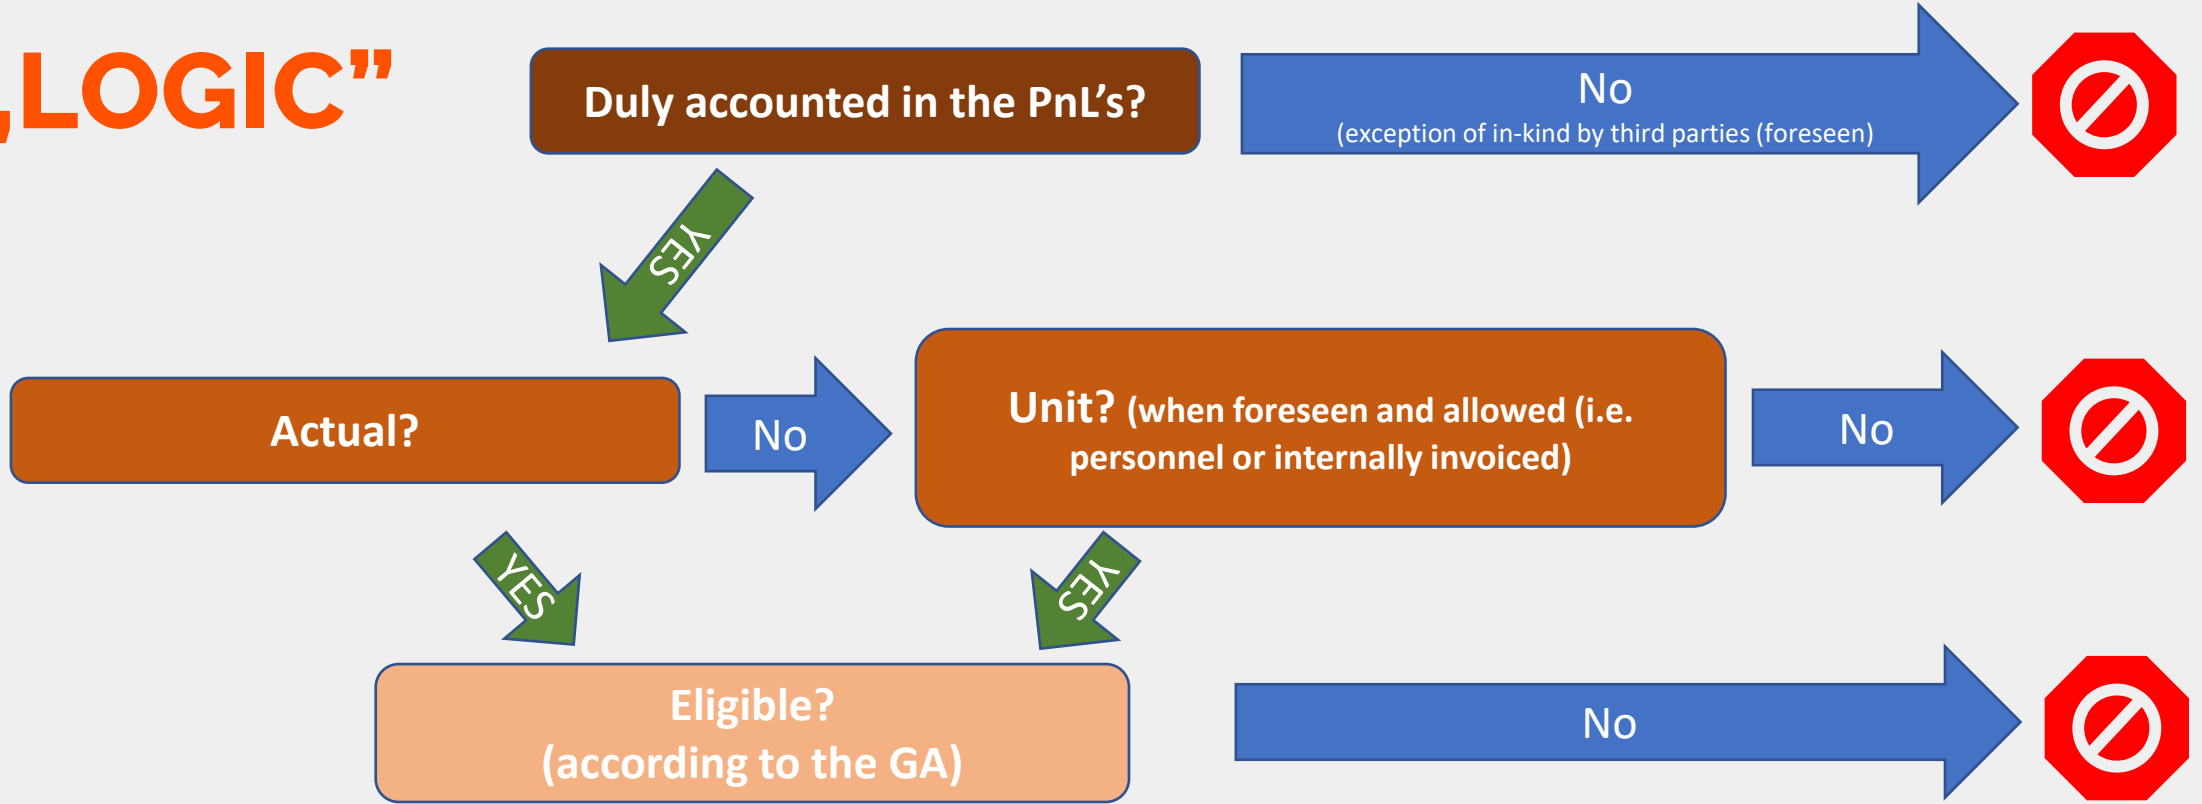 „LOGIC”
Duly accounted in the PnL’s?
No
(exception of in-kind by third parties (foreseen)
YES
Actual?
No
Unit? (when foreseen and allowed (i.e.
personnel or internally invoiced)
No
YES
YES
Eligible?
(according to the GA)
No